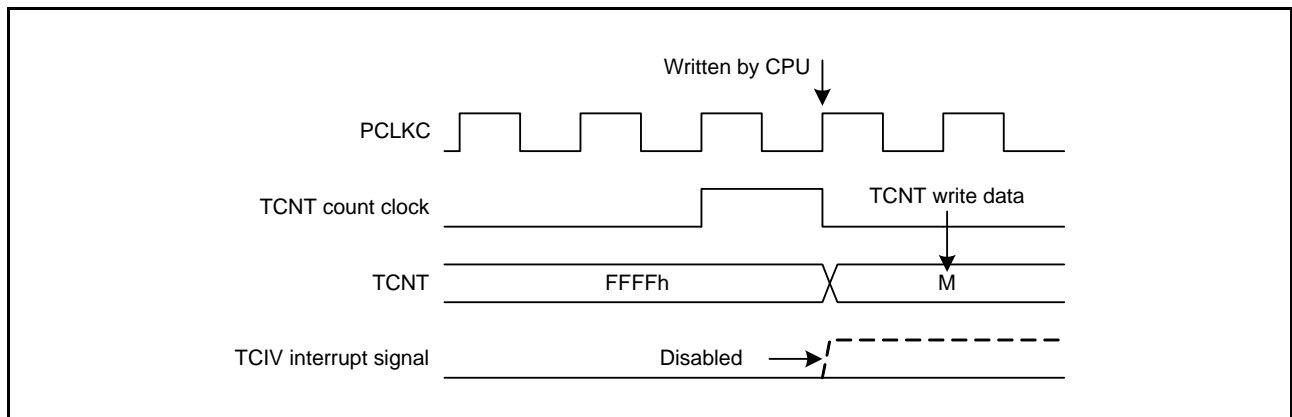 Written by CPU
PCLKC
TCNT count clock
TCNT write data
TCNT
FFFFh
M
TCIV interrupt signal
Disabled